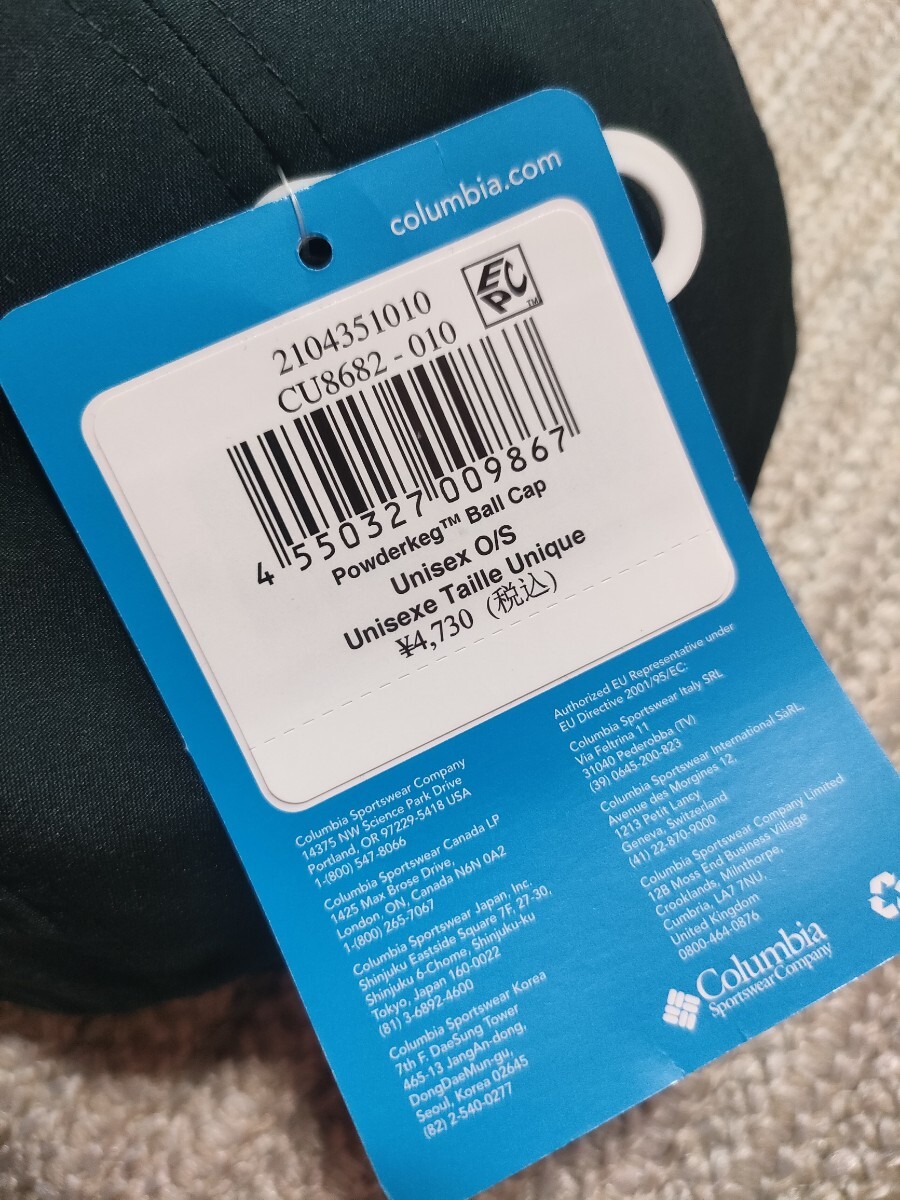 columbia.com
EPC
TM
2104351010
CU8682 - 010
4 550327 009867
Powderkeg™ Ball Cap
Unisex O/S
Unisexe Taille Unique
¥4,730 (税込)
Columbia Sportswear Company
14375 NW Science Park Drive
Portland, OR 97229-5418 USA
1-(800) 547-8066
Columbia Sportswear Canada LP
1425 Max Brose Drive,
London, ON, Canada N6N 0A2
1-(800) 265-7067
Columbia Sportswear Japan, Inc.
Shinjuku Eastside Square 7F, 27-30,
Shinjuku 6-Chome, Shinjuku-ku
Tokyo, Japan 160-0022
(81) 3-6892-4600
Columbia Sportswear Korea
7th F. DaeSung Tower
465-13 JangAn-dong,
DongDaeMun-gu,
Seoul, Korea 02645
(82) 2-540-0277
Authorized EU Representative under
EU Directive 2001/95/EC:
Columbia Sportswear Italy SRL
Via Feltrina 11
31040 Pederobba (TV)
(39) 0645-200-823
Columbia Sportswear International SàRL,
Avenue des Morgines 12,
1213 Petit Lancy
Geneva, Switzerland
(41) 22-870-9000
Columbia Sportswear Company Limited
12B Moss End Business Village
Crooklands, Milnthorpe,
Cumbria, LA7 7NU,
United Kingdom
0800-464-0876
Columbia
Sportswear Company